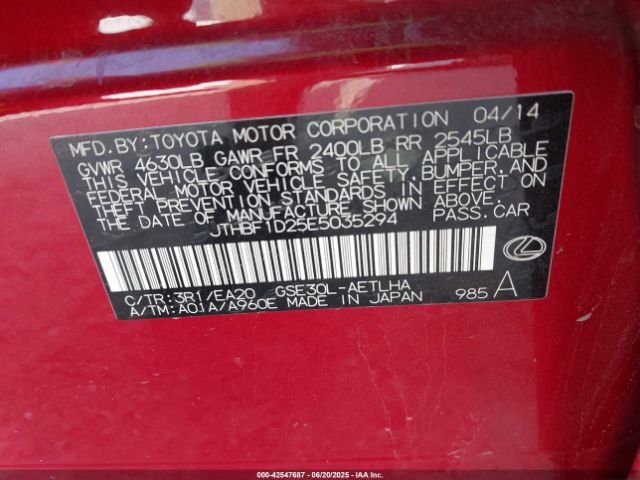 MFD.BY:TOYOTA MOTOR CORPORATION 04/14
GVWR 4630LB GAWR FR 2400LB RR 2545LB
THIS VEHICLE CONFORMS TO ALL APPLICABLE
FEDERAL MOTOR VEHICLE SAFETY, BUMPER, AND
THEFT PREVENTION STANDARDS IN EFFECT ON
THE DATE OF MANUFACTURE SHOWN ABOVE.
JTHBF1D25E5035294 PASS.CAR
C/TR:3R1/EA20 GSE30L-AETLHA
A/TM:A01A/A960E MADE IN JAPAN 985 A
000-42547687 - 06/20/2025 - IAAI.com